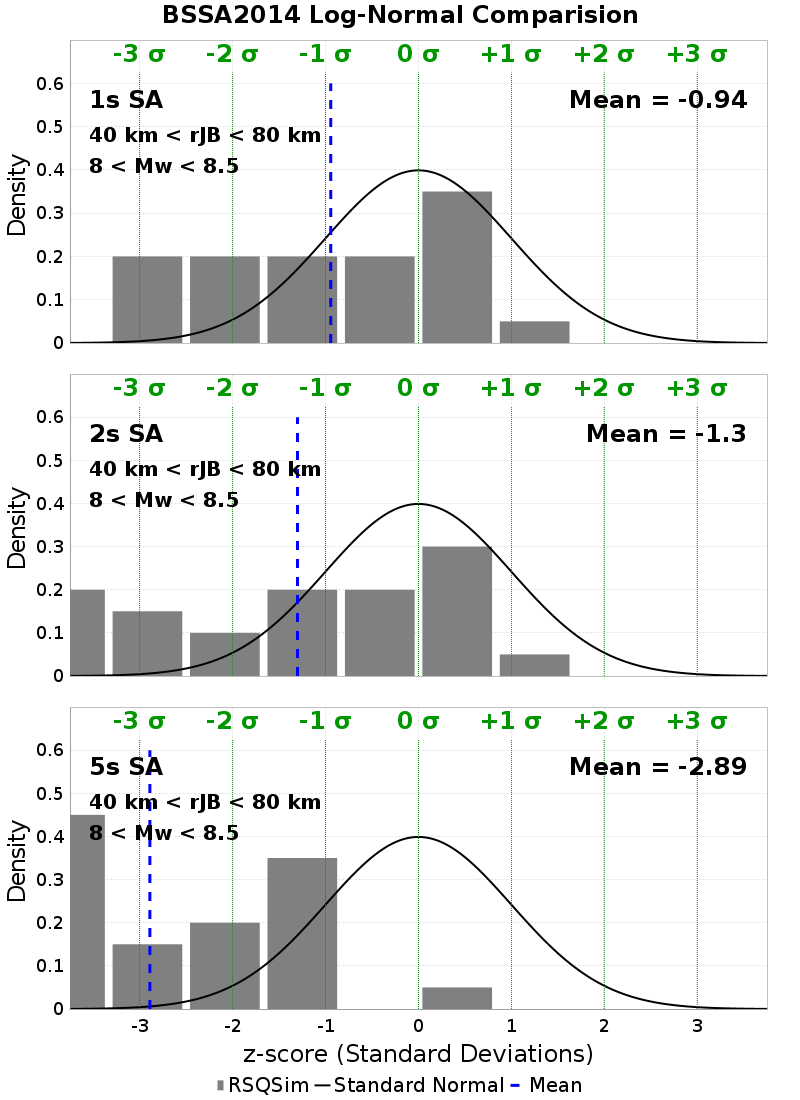 BSSA2014 Log-Normal Comparision
-3 σ -2 σ -1 σ 0 σ +1 σ +2 σ +3 σ
1s SA Mean = -0.94
40 km < rJB < 80 km
8 < Mw < 8.5
0.6
0.5
0.4
0.3
0.2
0.1
0
Density
-3 σ -2 σ -1 σ 0 σ +1 σ +2 σ +3 σ
2s SA Mean = -1.3
40 km < rJB < 80 km
8 < Mw < 8.5
0.6
0.5
0.4
0.3
0.2
0.1
0
Density
-3 σ -2 σ -1 σ 0 σ +1 σ +2 σ +3 σ
5s SA Mean = -2.89
40 km < rJB < 80 km
8 < Mw < 8.5
0.6
0.5
0.4
0.3
0.2
0.1
0
Density
-3 -2 -1 0 1 2 3
z-score (Standard Deviations)
RSQSim Standard Normal Mean